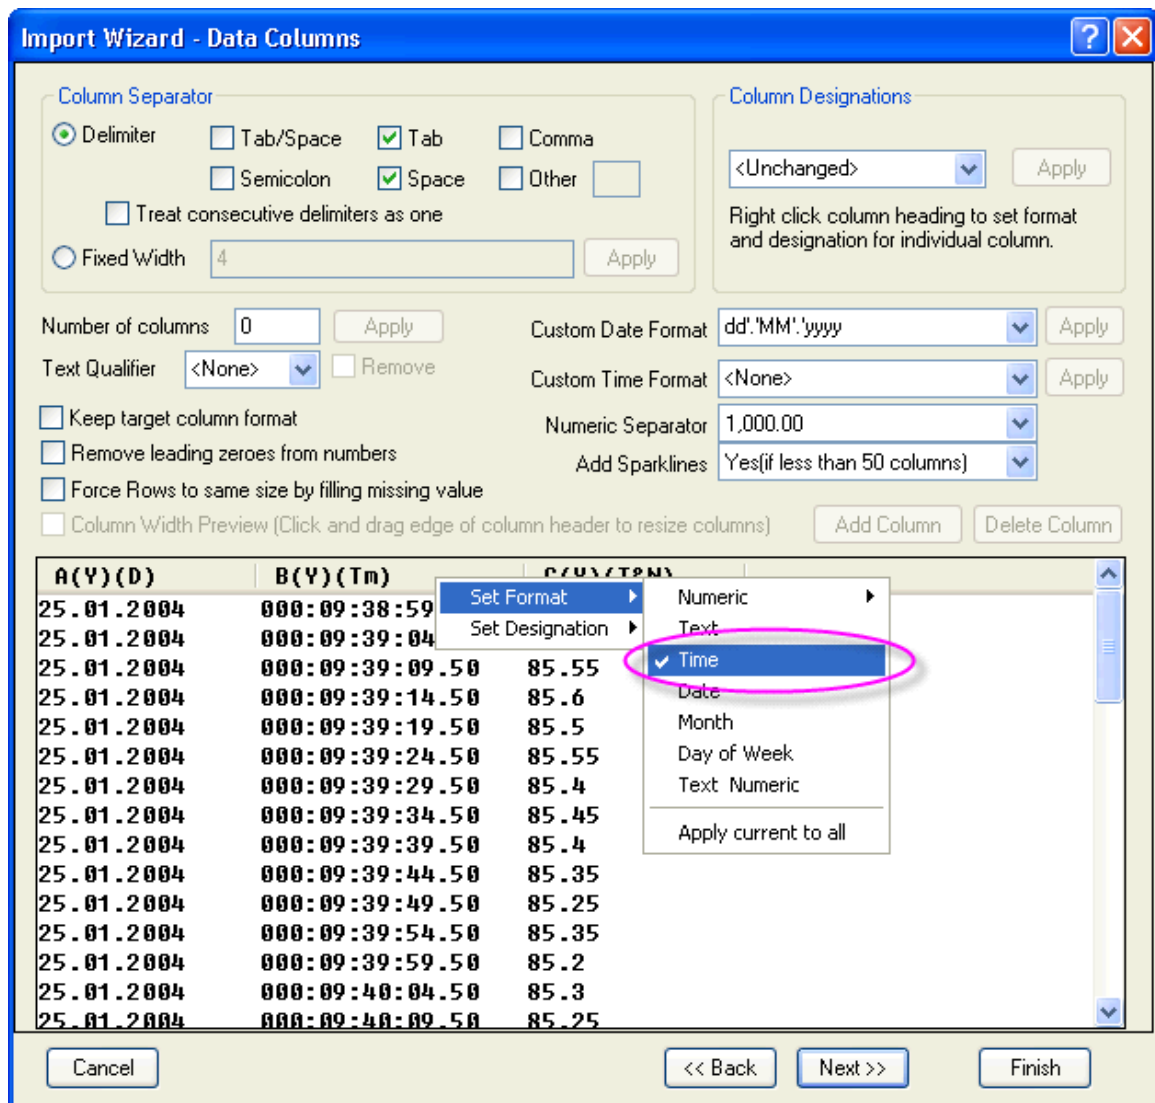 Import Wizard - Data Columns
Column Separator
Delimiter
Tab/Space
Tab
Comma
Semicolon
Space
Other
Treat consecutive delimiters as one
Fixed Width
4
Apply
Column Designations
<Unchanged>
Apply
Right click column heading to set format
and designation for individual column.
Number of columns
0
Apply
Text Qualifier
<None>
Remove
Custom Date Format
dd'.'MM'.'yyyy
Apply
Custom Time Format
<None>
Apply
Numeric Separator
1,000.00
Add Sparklines
Yes(if less than 50 columns)
Keep target column format
Remove leading zeroes from numbers
Force Rows to same size by filling missing value
Column Width Preview (Click and drag edge of column header to resize columns)
Add Column
Delete Column
A(Y)(D) B(Y)(Tm) C(Y)(T&N)
25.01.2004 000:09:38:59
25.01.2004 000:09:39:04
25.01.2004 000:09:39:09.50 85.55
25.01.2004 000:09:39:14.50 85.6
25.01.2004 000:09:39:19.50 85.5
25.01.2004 000:09:39:24.50 85.55
25.01.2004 000:09:39:29.50 85.4
25.01.2004 000:09:39:34.50 85.45
25.01.2004 000:09:39:39.50 85.4
25.01.2004 000:09:39:44.50 85.35
25.01.2004 000:09:39:49.50 85.25
25.01.2004 000:09:39:54.50 85.35
25.01.2004 000:09:39:59.50 85.2
25.01.2004 000:09:40:04.50 85.3
25.01.2004 000:09:40:09.50 85.25
Set Format
Set Designation
Numeric
Text
Time
Date
Month
Day of Week
Text Numeric
Apply current to all
Cancel
<< Back
Next >>
Finish